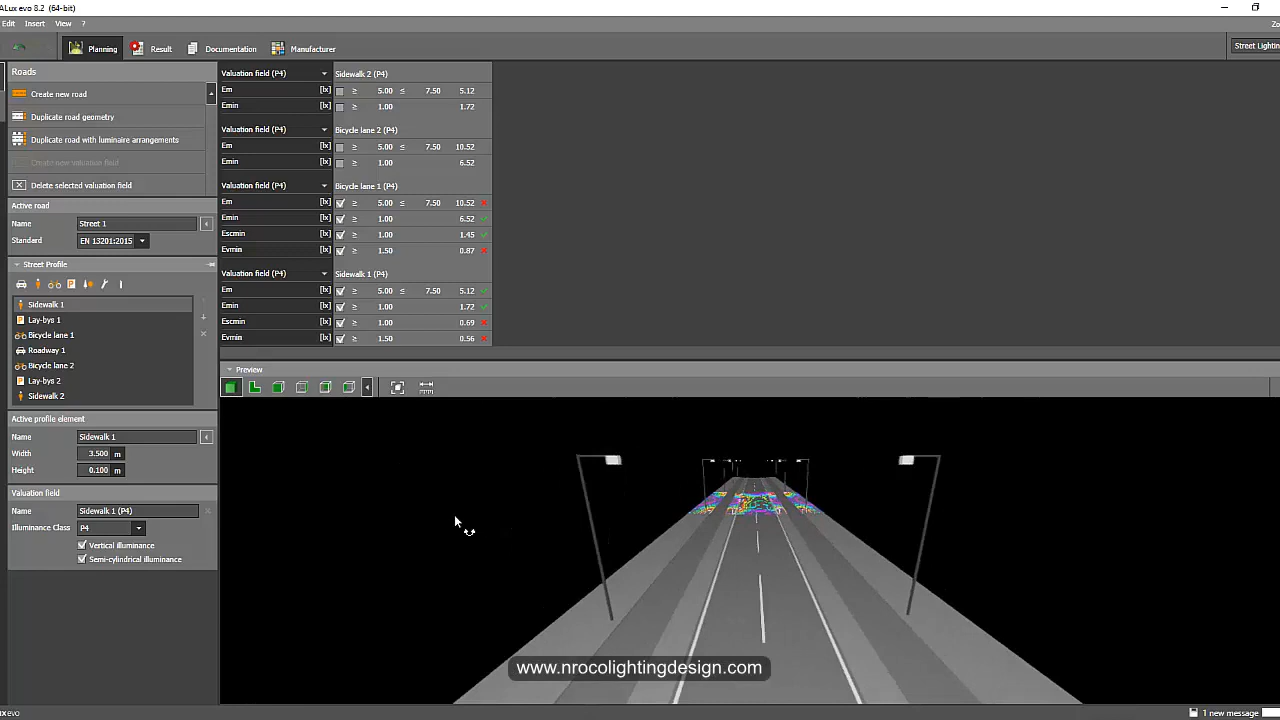 ALux evo 8.2 (64-bit)
Edit Insert View ?
Planning Result Documentation Manufacturer
Street Lightin
Roads
Create new road
Duplicate road geometry
Duplicate road with luminaire arrangements
Create new valuation field
Delete selected valuation field
Active road
Name Street 1
Standard EN 13201:2015
Street Profile
Sidewalk 1
Lay-bys 1
Bicycle lane 1
Roadway 1
Bicycle lane 2
Lay-bys 2
Sidewalk 2
Active profile element
Name Sidewalk 1
Width 3.500 m
Height 0.100 m
Valuation field
Name Sidewalk 1 (P4)
Illuminance Class P4
Vertical illuminance
Semi-cylindrical illuminance
Valuation field (P4) Sidewalk 2 (P4)
Em [lx] ≥ 5.00 ≤ 7.50 5.12
Emin [lx] ≥ 1.00 1.72
Valuation field (P4) Bicycle lane 2 (P4)
Em [lx] ≥ 5.00 ≤ 7.50 10.52
Emin [lx] ≥ 1.00 6.52
Valuation field (P4) Bicycle lane 1 (P4)
Em [lx] ≥ 5.00 ≤ 7.50 10.52
Emin [lx] ≥ 1.00 6.52
Escmin [lx] ≥ 1.00 1.45
Evmin [lx] ≥ 1.50 0.87
Valuation field (P4) Sidewalk 1 (P4)
Em [lx] ≥ 5.00 ≤ 7.50 5.12
Emin [lx] ≥ 1.00 1.72
Escmin [lx] ≥ 1.00 0.69
Evmin [lx] ≥ 1.50 0.56
Preview
www.nrocolightingdesign.com
ux evo
1 new message